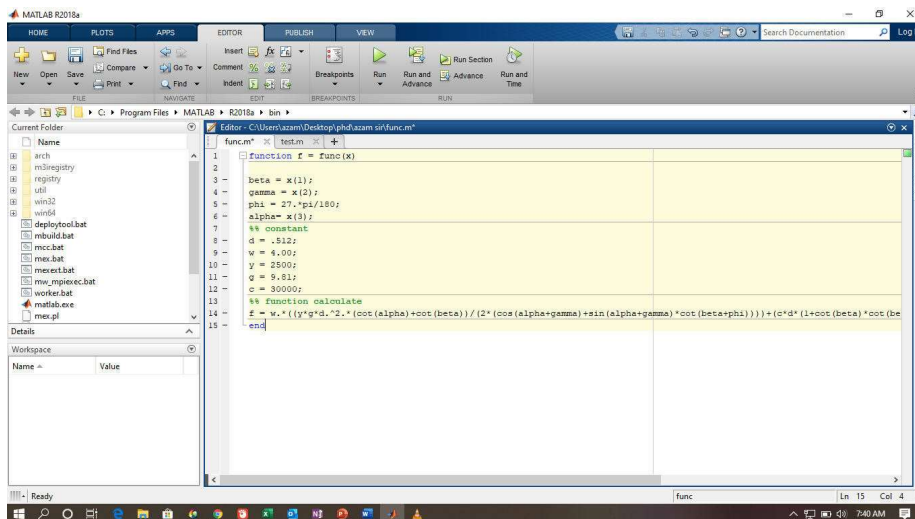 MATLAB R2018a
HOME PLOTS APPS EDITOR PUBLISH VIEW Search Documentation Log
New Open Save Find Files Compare Print Go To Find Insert fx Comment Indent Breakpoints Run Run and Advance Run Section Advance Run and Time
FILE NAVIGATE EDIT BREAKPOINTS RUN
C: Program Files MATLAB R2018a bin
Current Folder
Name
arch
m3iregistry
registry
util
win32
win64
deploytool.bat
mbuild.bat
mcc.bat
mex.bat
mexext.bat
mw_mpiexec.bat
worker.bat
matlab.exe
mex.pl
Details
Workspace
Name Value
Editor - C:\Users\azam\Desktop\phd\azam sir\func.m*
func.m* test.m
1 function f = func(x)
2
3 beta = x(1);
4 gamma = x(2);
5 phi = 27.*pi/180;
6 alpha= x(3);
7 %% constant
8 d = .512;
9 w = 4.00;
10 y = 2500;
11 g = 9.81;
12 c = 30000;
13 %% function calculate
14 f = w.*((y*g*d.^2.*(cot(alpha)+cot(beta))/(2*(cos(alpha+gamma)+sin(alpha+gamma)*cot(beta+phi))))+(c*d*(1+cot(beta)*cot(be
15 end
Ready func Ln 15 Col 4
7:40 AM